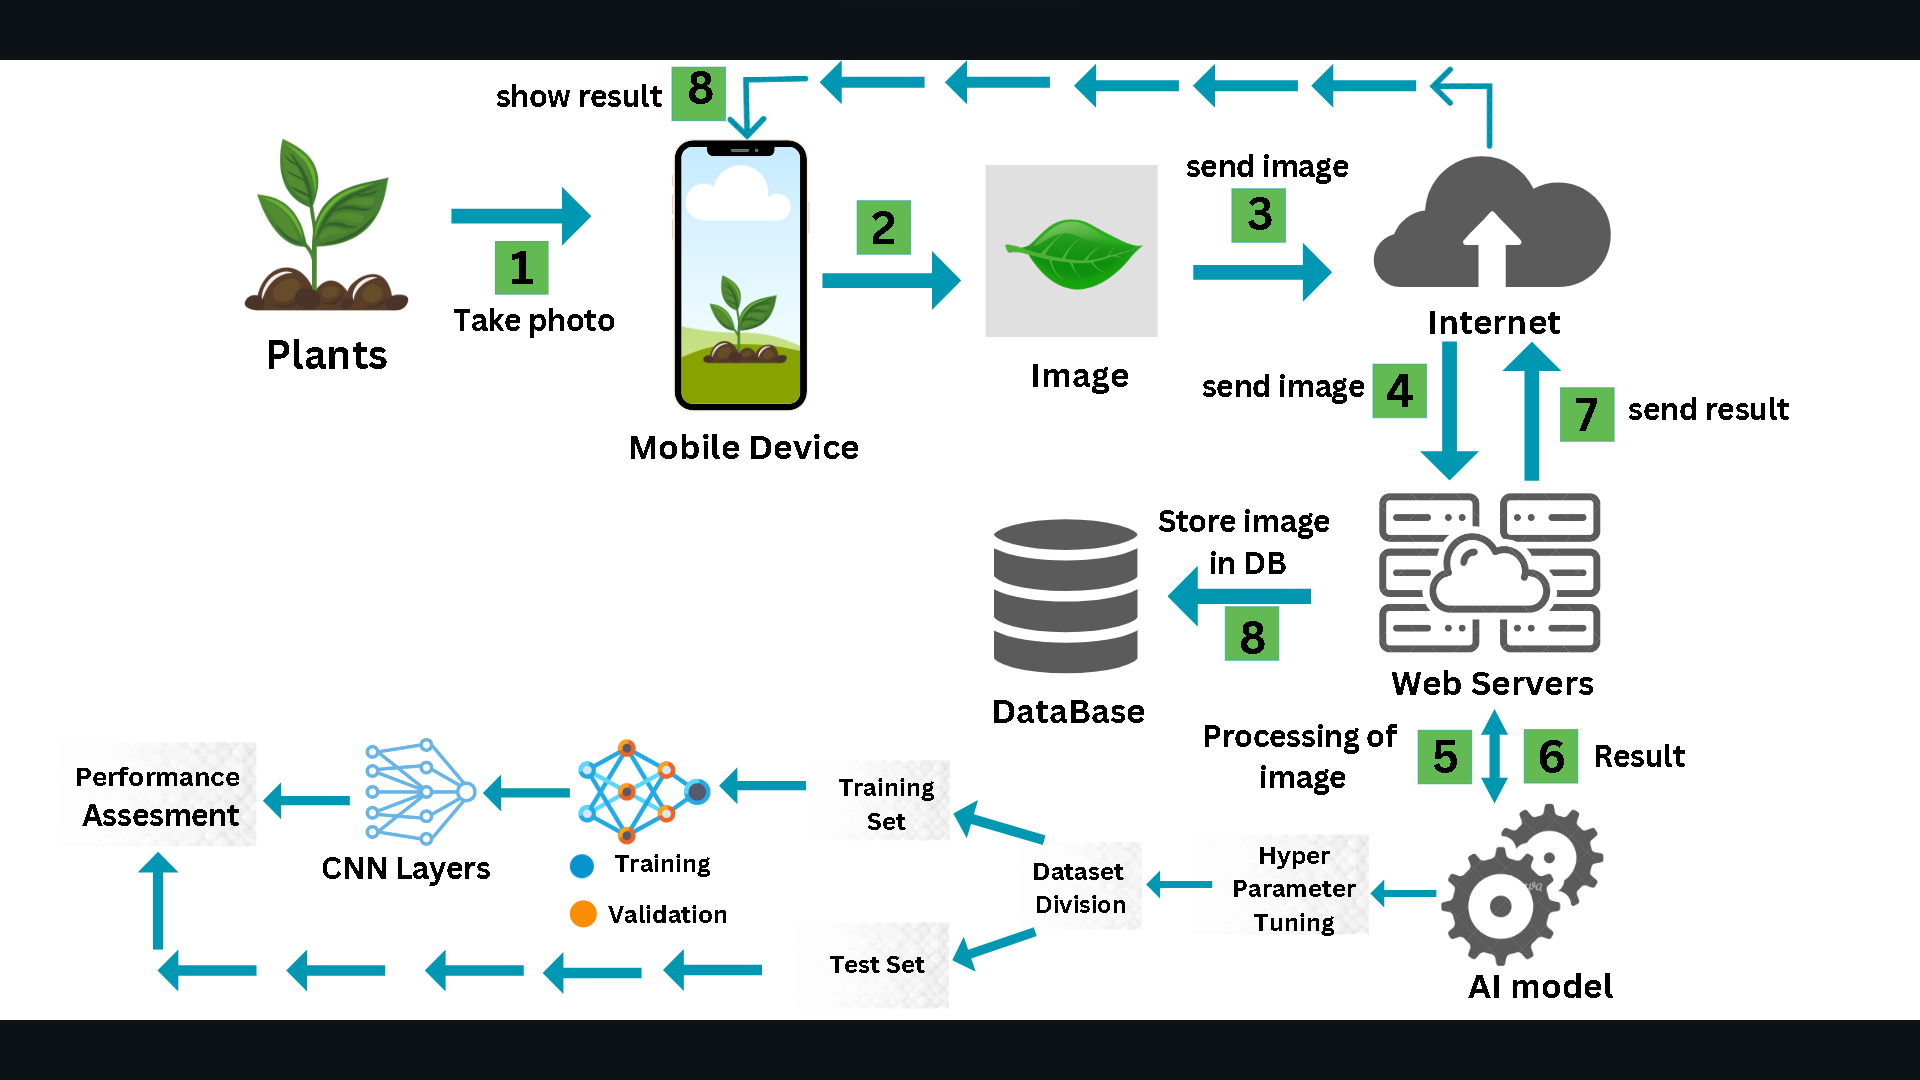 show result
8
1
Take photo
Plants
Mobile Device
2
Image
send image
3
Internet
send image
4
7
send result
Store image
in DB
8
DataBase
Web Servers
Processing of
image
5
6
Result
AI model
Hyper
Parameter
Tuning
Dataset
Division
Training
Set
Test Set
Training
Validation
CNN Layers
Performance
Assesment